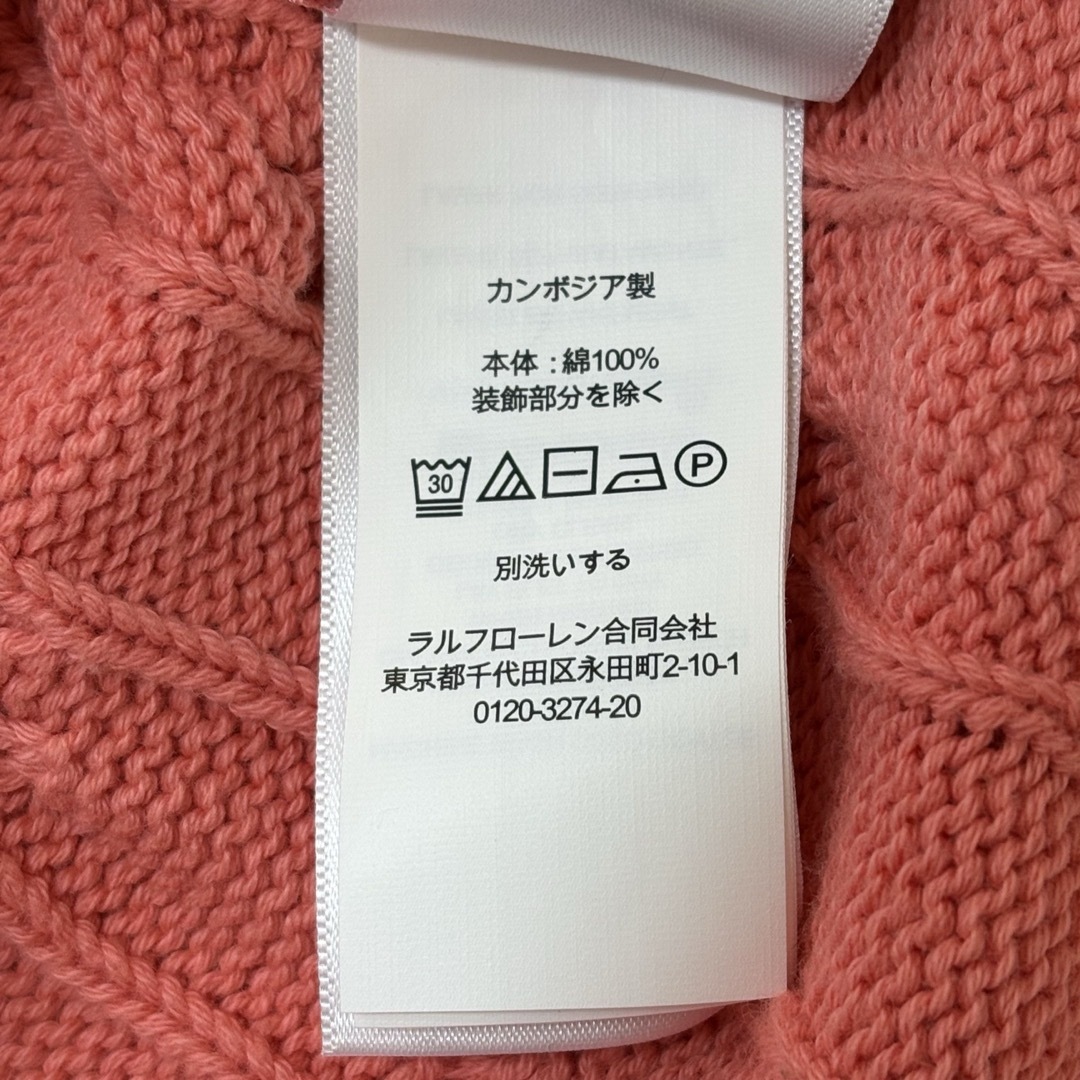 カンボジア製
本体 : 綿100%
装飾部分を除く
30 P
別洗いする
ラルフローレン合同会社
東京都千代田区永田町2-10-1
0120-3274-20